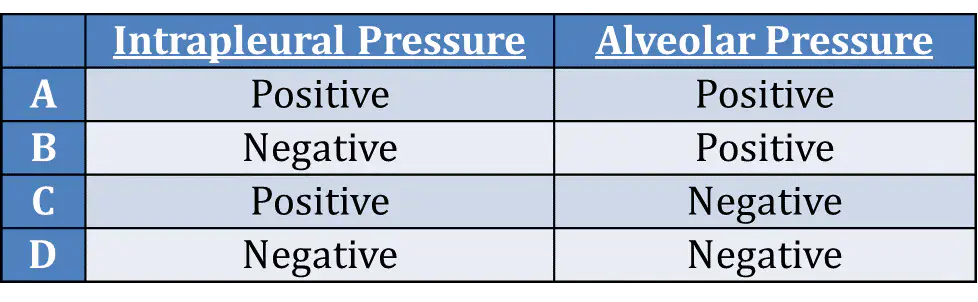 Intrapleural Pressure Alveolar Pressure
A Positive Positive
B Negative Positive
C Positive Negative
D Negative Negative